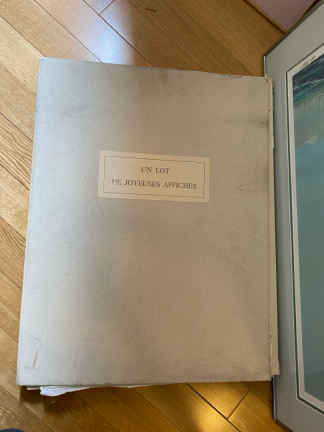 UN LOT
DE JOYEUSES AFFICHES